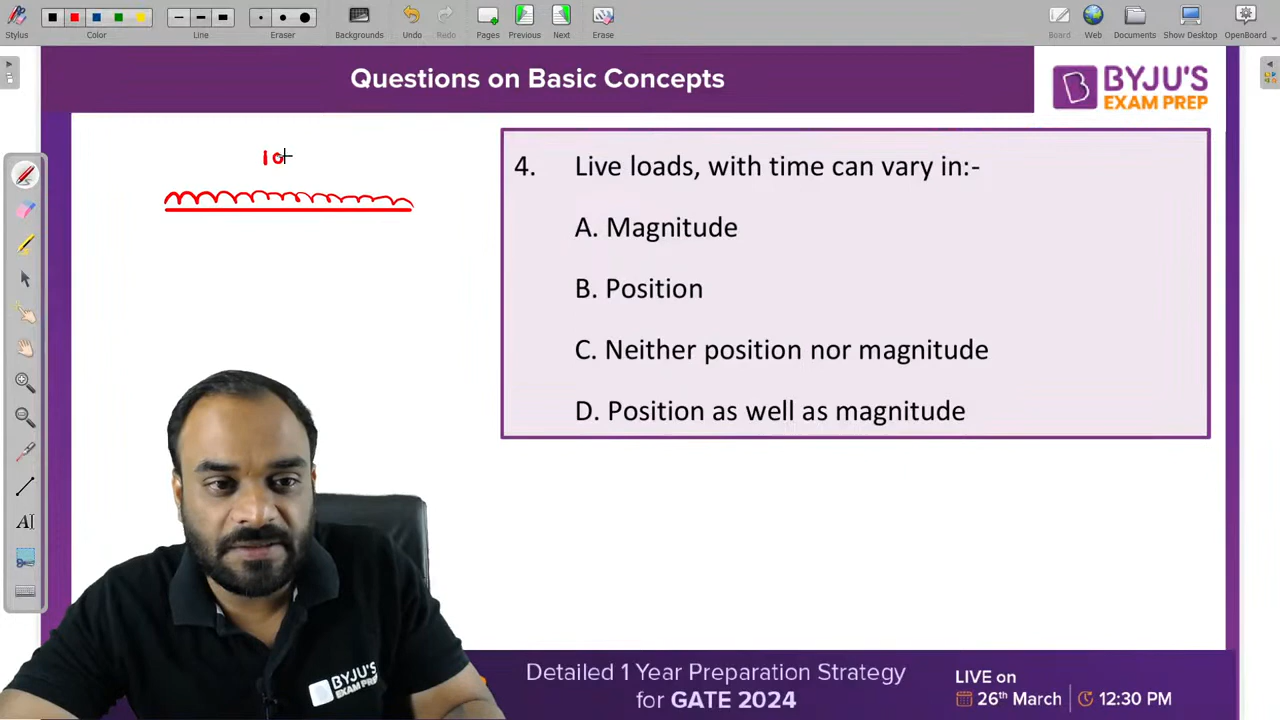 Stylus
Color
Line
Eraser
Backgrounds
Undo
Redo
Pages
Previous
Next
Erase
Board
Web
Documents
Show Desktop
OpenBoard
Questions on Basic Concepts
BYJU'S
EXAM PREP
10
4. Live loads, with time can vary in:-
A. Magnitude
B. Position
C. Neither position nor magnitude
D. Position as well as magnitude
BYJU'S
EXAM PREP
Detailed 1 Year Preparation Strategy
for GATE 2024
LIVE on
26th March
12:30 PM